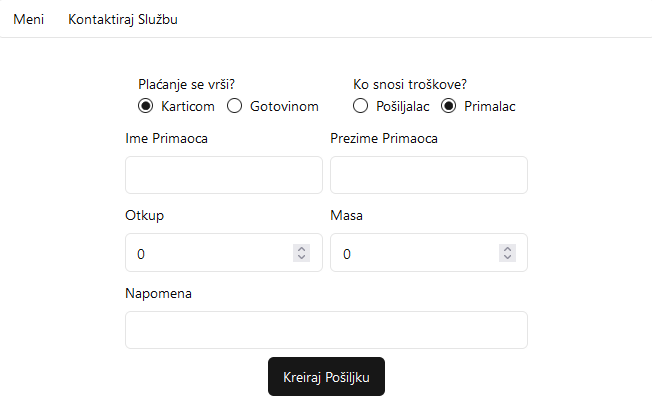 Meni Kontaktiraj Službu
Plaćanje se vrši? Ko snosi troškove?
Karticom Gotovinom Pošiljalac Primalac
Ime Primaoca Prezime Primaoca
Otkup Masa
0 0
Napomena
Kreiraj Pošiljku